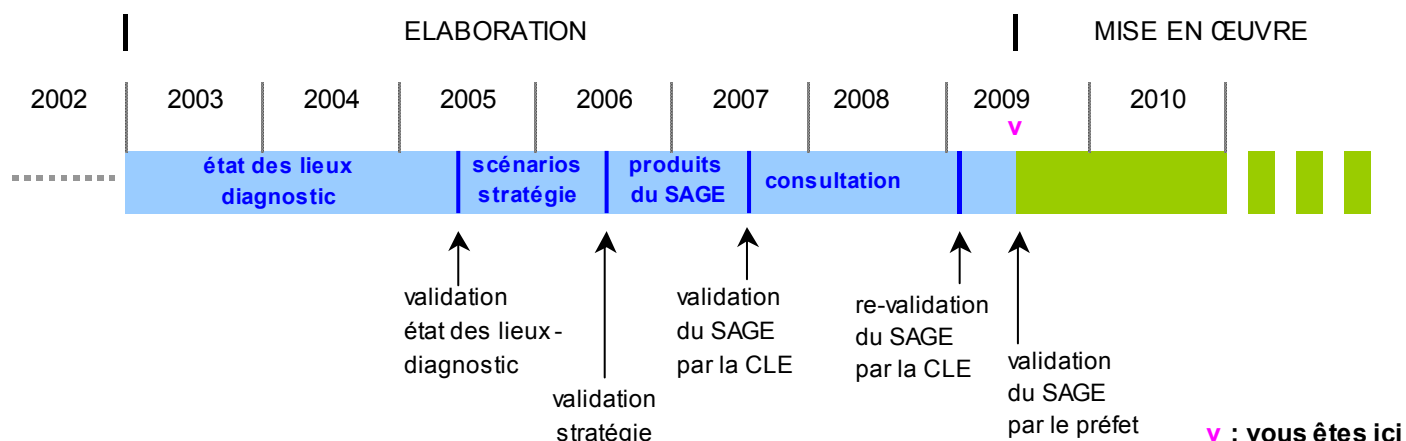 ELABORATION MISE EN ŒUVRE
2002 2003 2004 2005 2006 2007 2008 2009 2010
v
état des lieux
diagnostic
scénarios
stratégie
produits
du SAGE
consultation
validation
état des lieux -
diagnostic
validation
stratégie
validation
du SAGE
par la CLE
re-validation
du SAGE
par la CLE
validation
du SAGE
par le préfet
v : vous êtes ici